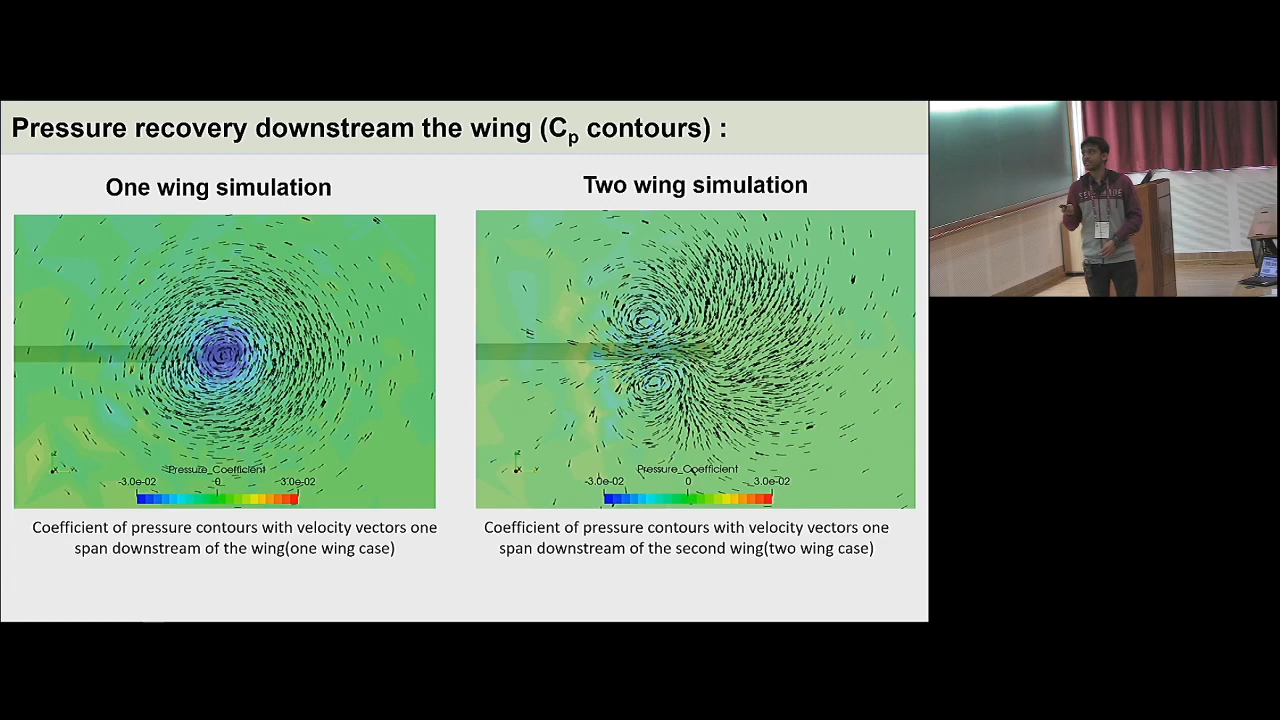 Pressure recovery downstream the wing (Cp contours) :
One wing simulation
Two wing simulation
Pressure_Coefficient
-3.0e-02 0 3.0e-02
Pressure_Coefficient
-3.0e-02 0 3.0e-02
Coefficient of pressure contours with velocity vectors one
span downstream of the wing(one wing case)
Coefficient of pressure contours with velocity vectors one
span downstream of the second wing(two wing case)